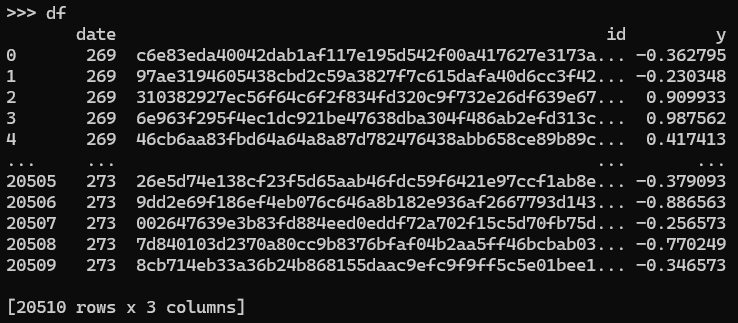 >>> df
date id y
0 269 c6e83eda40042dab1af117e195d542f00a417627e3173a... -0.362795
1 269 97ae3194605438cbd2c59a3827f7c615dafa40d6cc3f42... -0.230348
2 269 310382927ec56f64c6f2f834fd320c9f732e26df639e67... 0.909933
3 269 6e963f295f4ec1dc921be47638dba304f486ab2efd313c... 0.987562
4 269 46cb6aa83fbd64a64a8a87d782476438abb658ce89b89c... 0.417413
... ... ... ...
20505 273 26e5d74e138cf23f5d65aab46fdc59f6421e97ccf1ab8e... -0.379093
20506 273 9dd2e69f186ef4eb076c646a8b182e936af2667793d143... -0.886563
20507 273 002647639e3b83fd884eed0eddf72a702f15c5d70fb75d... -0.256573
20508 273 7d840103d2370a80cc9b8376bfaf04b2aa5ff46bcbab03... -0.770249
20509 273 8cb714eb33a36b24b868155daac9efc9f9ff5c5e01bee1... -0.346573
[20510 rows x 3 columns]